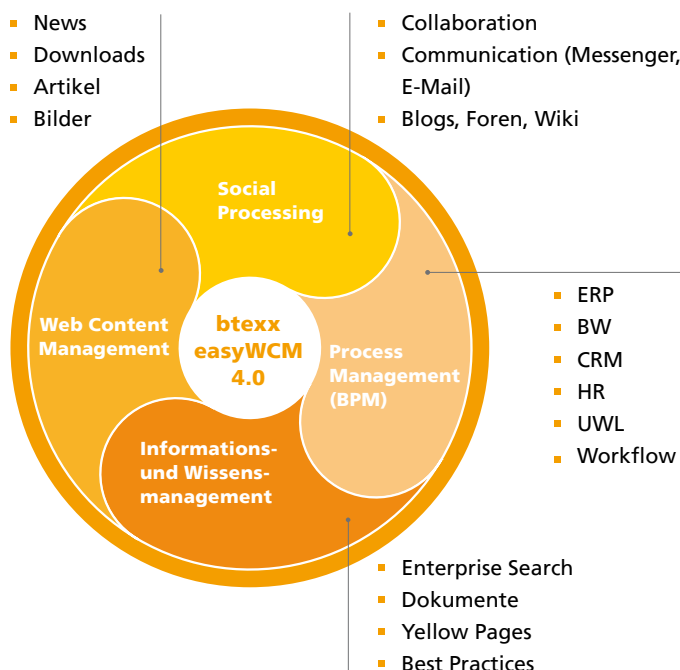 News
Downloads
Artikel
Bilder
Collaboration
Communication (Messenger,
E-Mail)
Blogs, Foren, Wiki
Social
Processing
Web Content
Management
btexx
easyWCM
4.0
Process
Management
(BPM)
Informations-
und Wissens-
management
ERP
BW
CRM
HR
UWL
Workflow
Enterprise Search
Dokumente
Yellow Pages
Best Practices